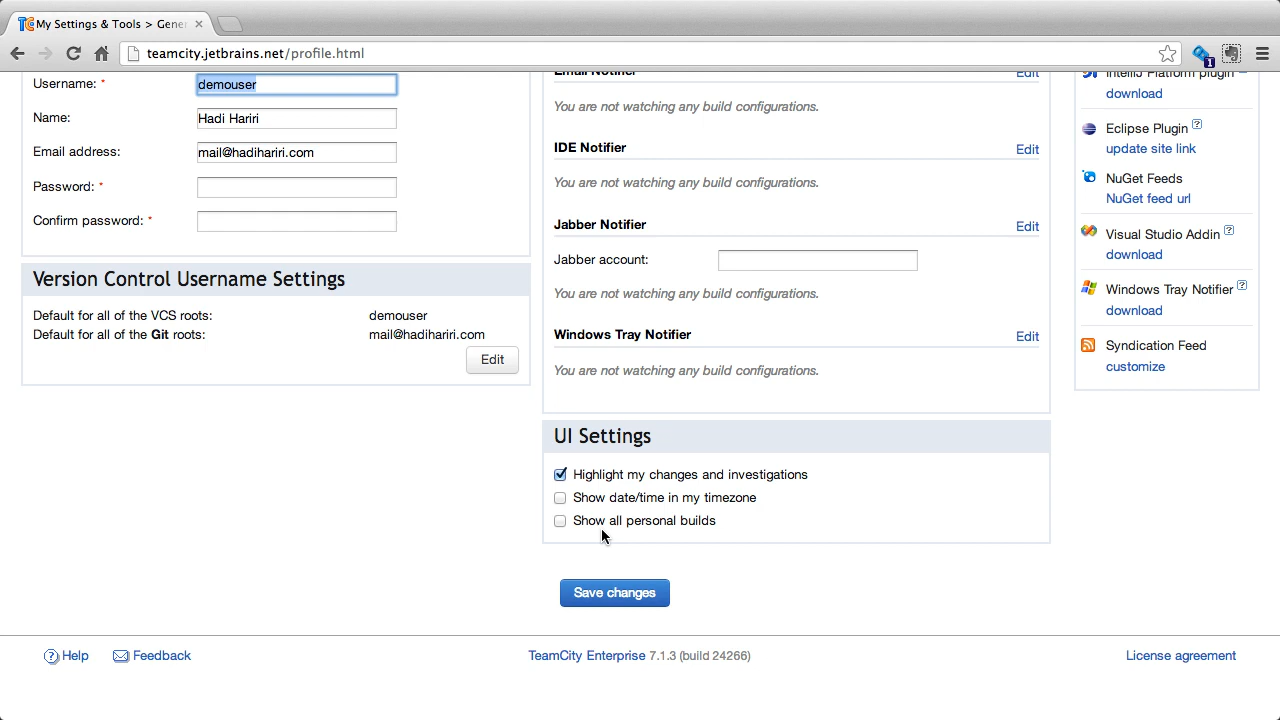 My Settings & Tools > Gener
teamcity.jetbrains.net/profile.html
1
Username: *
demouser
Name:
Hadi Hariri
Email address:
mail@hadihariri.com
Password: *
Confirm password: *
Version Control Username Settings
Default for all of the VCS roots:
demouser
Default for all of the Git roots:
mail@hadihariri.com
Edit
Email Notifier
Edit
You are not watching any build configurations.
IDE Notifier
Edit
You are not watching any build configurations.
Jabber Notifier
Edit
Jabber account:
You are not watching any build configurations.
Windows Tray Notifier
Edit
You are not watching any build configurations.
UI Settings
Highlight my changes and investigations
Show date/time in my timezone
Show all personal builds
Save changes
IntelliJ Platform plugin
download
Eclipse Plugin ?
update site link
NuGet Feeds
NuGet feed url
Visual Studio Addin ?
download
Windows Tray Notifier ?
download
Syndication Feed
customize
? Help
Feedback
TeamCity Enterprise 7.1.3 (build 24266)
License agreement